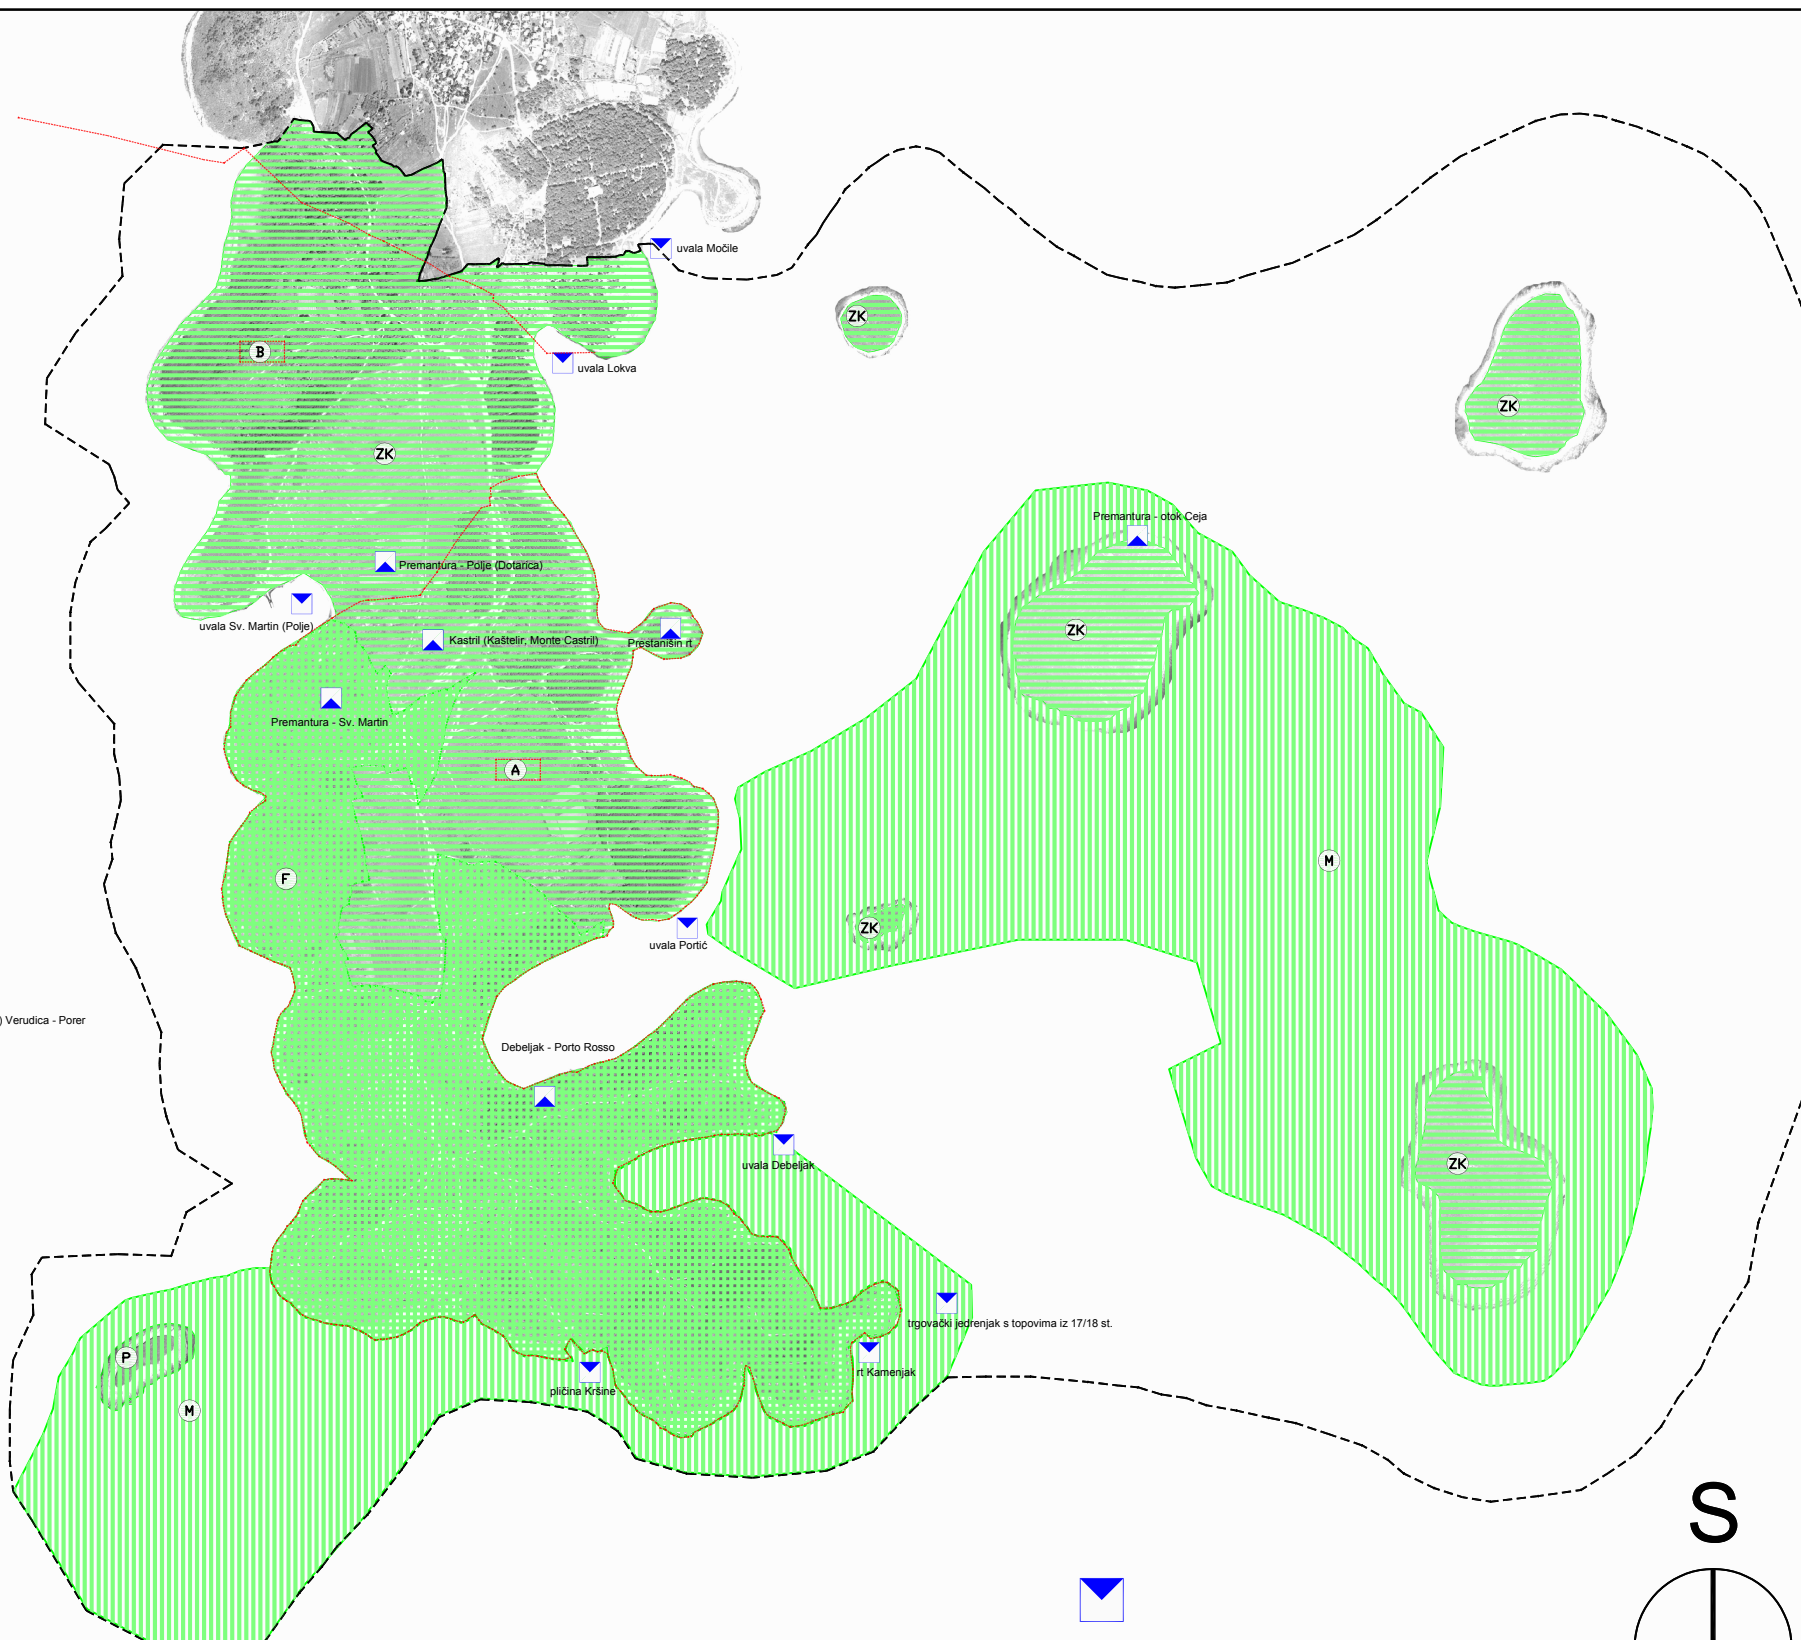 uvala Močile
ZK
B
uvala Lokva
ZK
ZK
Premantura - otok Ceja
Premantura - Polje (Dotarica)
uvala Sv. Martin (Polje)
Kastril (Kaštelir, Monte Castril)
Prestanišin rt
ZK
Premantura - Sv. Martin
A
M
F
ZK
uvala Portić
) Verudica - Porer
Debeljak - Porto Rosso
uvala Debeljak
ZK
trgovački jedrenjak s topovima iz 17/18 st.
P
rt Kamenjak
pličina Kršine
M
S